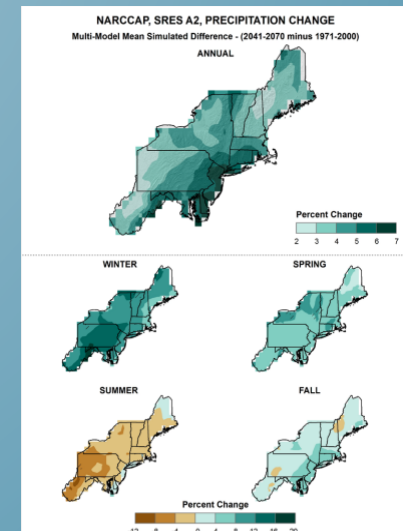 NARCCAP, SRES A2, PRECIPITATION CHANGE
Multi-Model Mean Simulated Difference - (2041-2070 minus 1971-2000)
ANNUAL
Percent Change
2 3 4 5 6 7
WINTER
SPRING
SUMMER
FALL
Percent Change